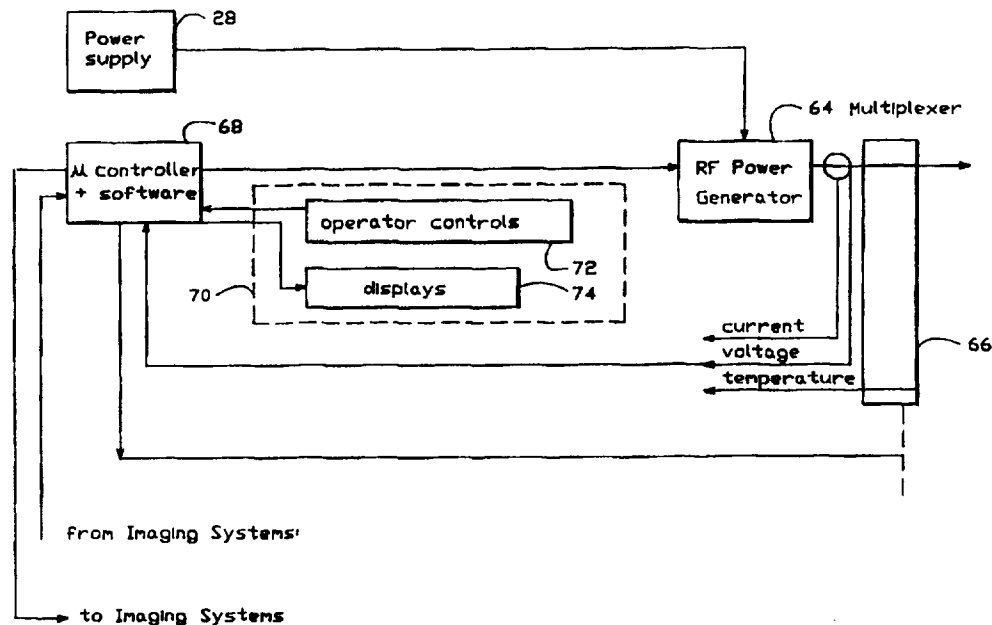 28
Power
supply
68
64 Multiplexer
μ controller
+ software
RF Power
Generator
operator controls
72
70
displays
74
current
voltage
temperature
66
from Imaging Systems
to Imaging Systems